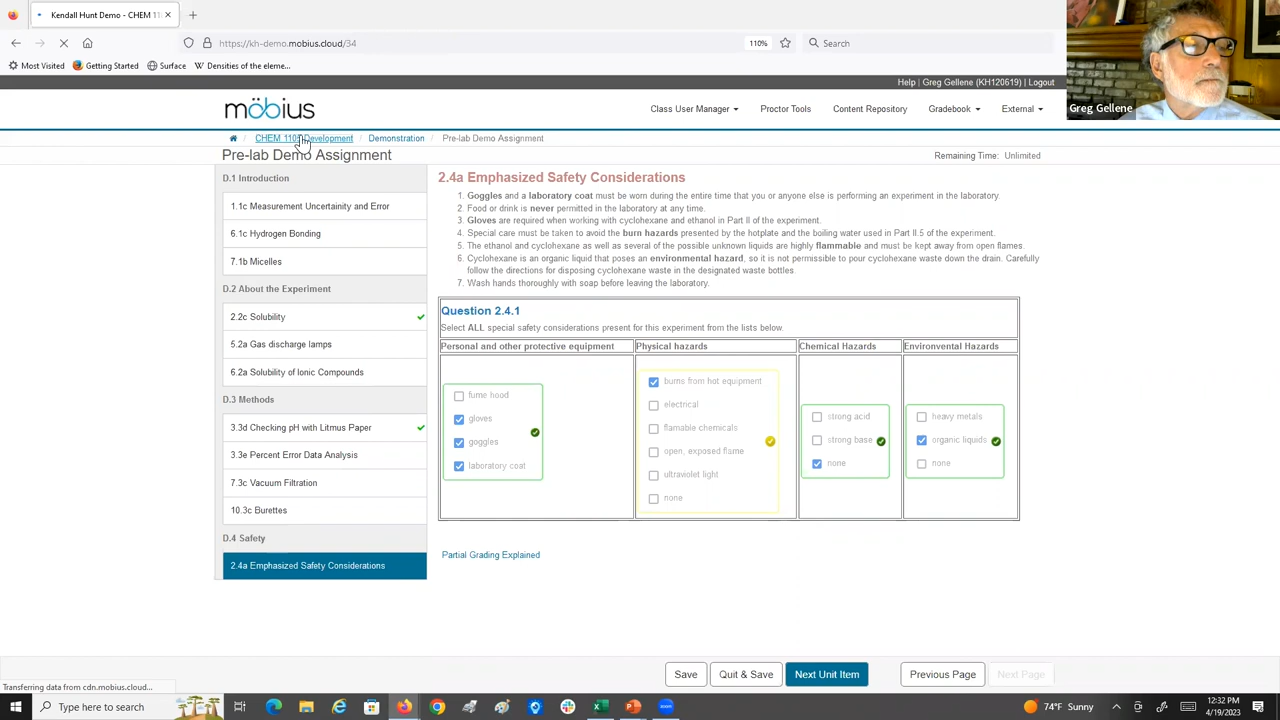 Kendall Hunt Demo - CHEM 11
https://kh-demo.mobius.cloud/34
110%
Search
Most Visited
Getting Started
Surface
W Densities of the eleme...
Help | Greg Gellene (KH120619) | Logout
Greg Gellene
möbius
Class User Manager
Proctor Tools
Content Repository
Gradebook
External
CHEM 110 Development / Demonstration / Pre-lab Demo Assignment
Pre-lab Demo Assignment
Remaining Time: Unlimited
D.1 Introduction
1.1c Measurement Uncertainity and Error
6.1c Hydrogen Bonding
7.1b Micelles
D.2 About the Experiment
2.2c Solubility
5.2a Gas discharge lamps
6.2a Solubility of Ionic Compounds
D.3 Methods
3.3d Checking pH with Litmus Paper
3.3e Percent Error Data Analysis
7.3c Vacuum Filtration
10.3c Burettes
D.4 Safety
2.4a Emphasized Safety Considerations
2.4a Emphasized Safety Considerations
1. Goggles and a laboratory coat must be worn during the entire time that you or anyone else is performing an experiment in the laboratory.
2. Food or drink is never permitted in the laboratory at any time.
3. Gloves are required when working with cyclohexane and ethanol in Part II of the experiment.
4. Special care must be taken to avoid the burn hazards presented by the hotplate and the boiling water used in Part II.5 of the experiment.
5. The ethanol and cyclohexane as well as several of the possible unknown liquids are highly flammable and must be kept away from open flames.
6. Cyclohexane is an organic liquid that poses an environmental hazard, so it is not permissible to pour cyclohexane waste down the drain. Carefully
follow the directions for disposing cyclohexane waste in the designated waste bottles.
7. Wash hands thoroughly with soap before leaving the laboratory.
Question 2.4.1
Select ALL special safety considerations present for this experiment from the lists below.
Personal and other protective equipment
fume hood
gloves
goggles
laboratory coat
Physical hazards
burns from hot equipment
electrical
flamable chemicals
open, exposed flame
ultraviolet light
none
Chemical Hazards
strong acid
strong base
none
Environvental Hazards
heavy metals
organic liquids
none
Partial Grading Explained
Save
Quit & Save
Next Unit Item
Previous Page
Next Page
Transferring data from cdn.mobius.cloud...
Type here to search
74°F Sunny
12:32 PM
4/19/2023